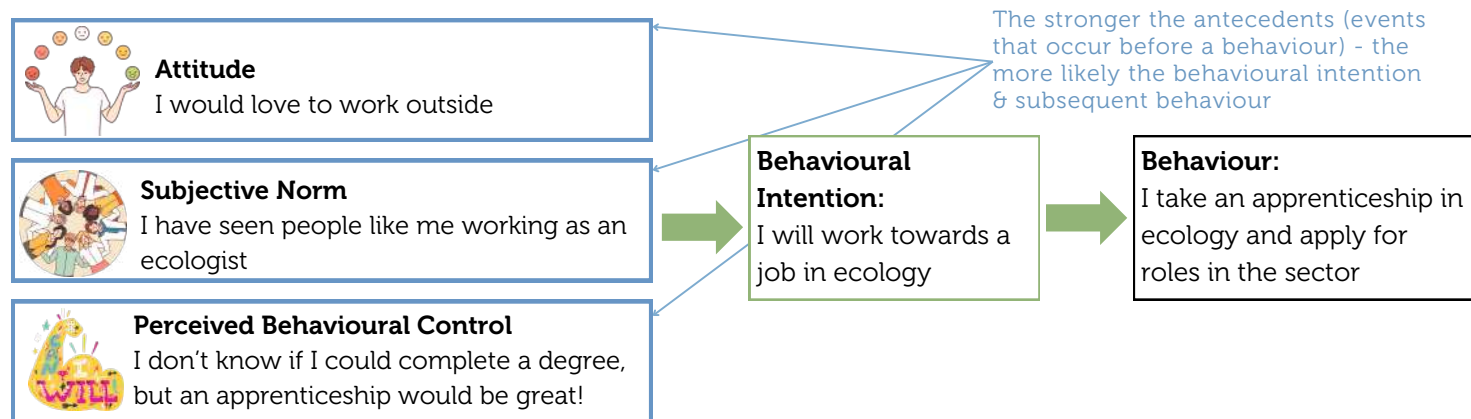 The stronger the antecedents (events
that occur before a behaviour) - the
more likely the behavioural intention
& subsequent behaviour
Attitude
I would love to work outside
Subjective Norm
I have seen people like me working as an
ecologist
Perceived Behavioural Control
I don't know if I could complete a degree,
but an apprenticeship would be great!
I CAN
I WILL
Behavioural
Intention:
I will work towards a
job in ecology
Behaviour:
I take an apprenticeship in
ecology and apply for
roles in the sector